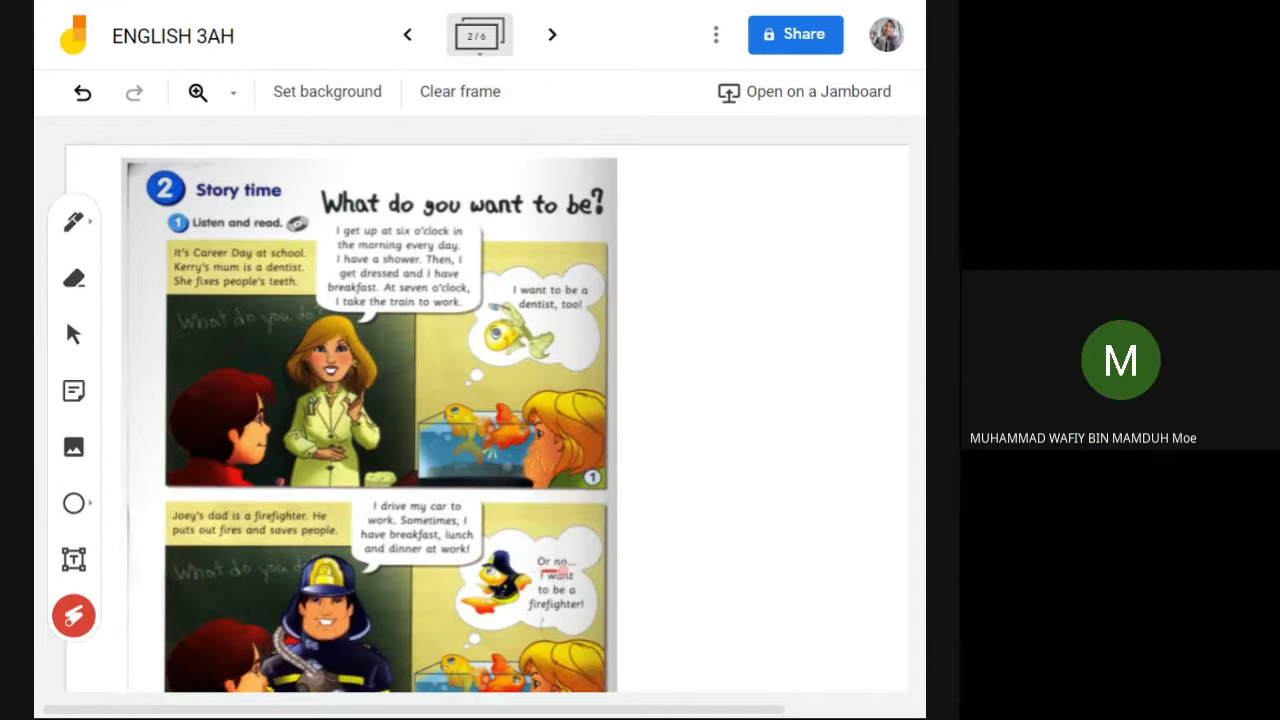 ENGLISH 3AH
2 / 6
Share
Set background
Clear frame
Open on a Jamboard
2
Story time
What do you want to be?
1 Listen and read.
It's Career Day at school.
Kerry's mum is a dentist.
She fixes people's teeth.
I get up at six o'clock in
the morning every day.
I have a shower. Then, I
get dressed and I have
breakfast. At seven o'clock,
I take the train to work.
I want to be a
dentist, too!
What do you do?
1
Joey's dad is a firefighter. He
puts out fires and saves people.
I drive my car to
work. Sometimes, I
have breakfast, lunch
and dinner at work!
Or no...
I want
to be a
firefighter!
What do you do
T
M
MUHAMMAD WAFIY BIN MAMDUH Moe